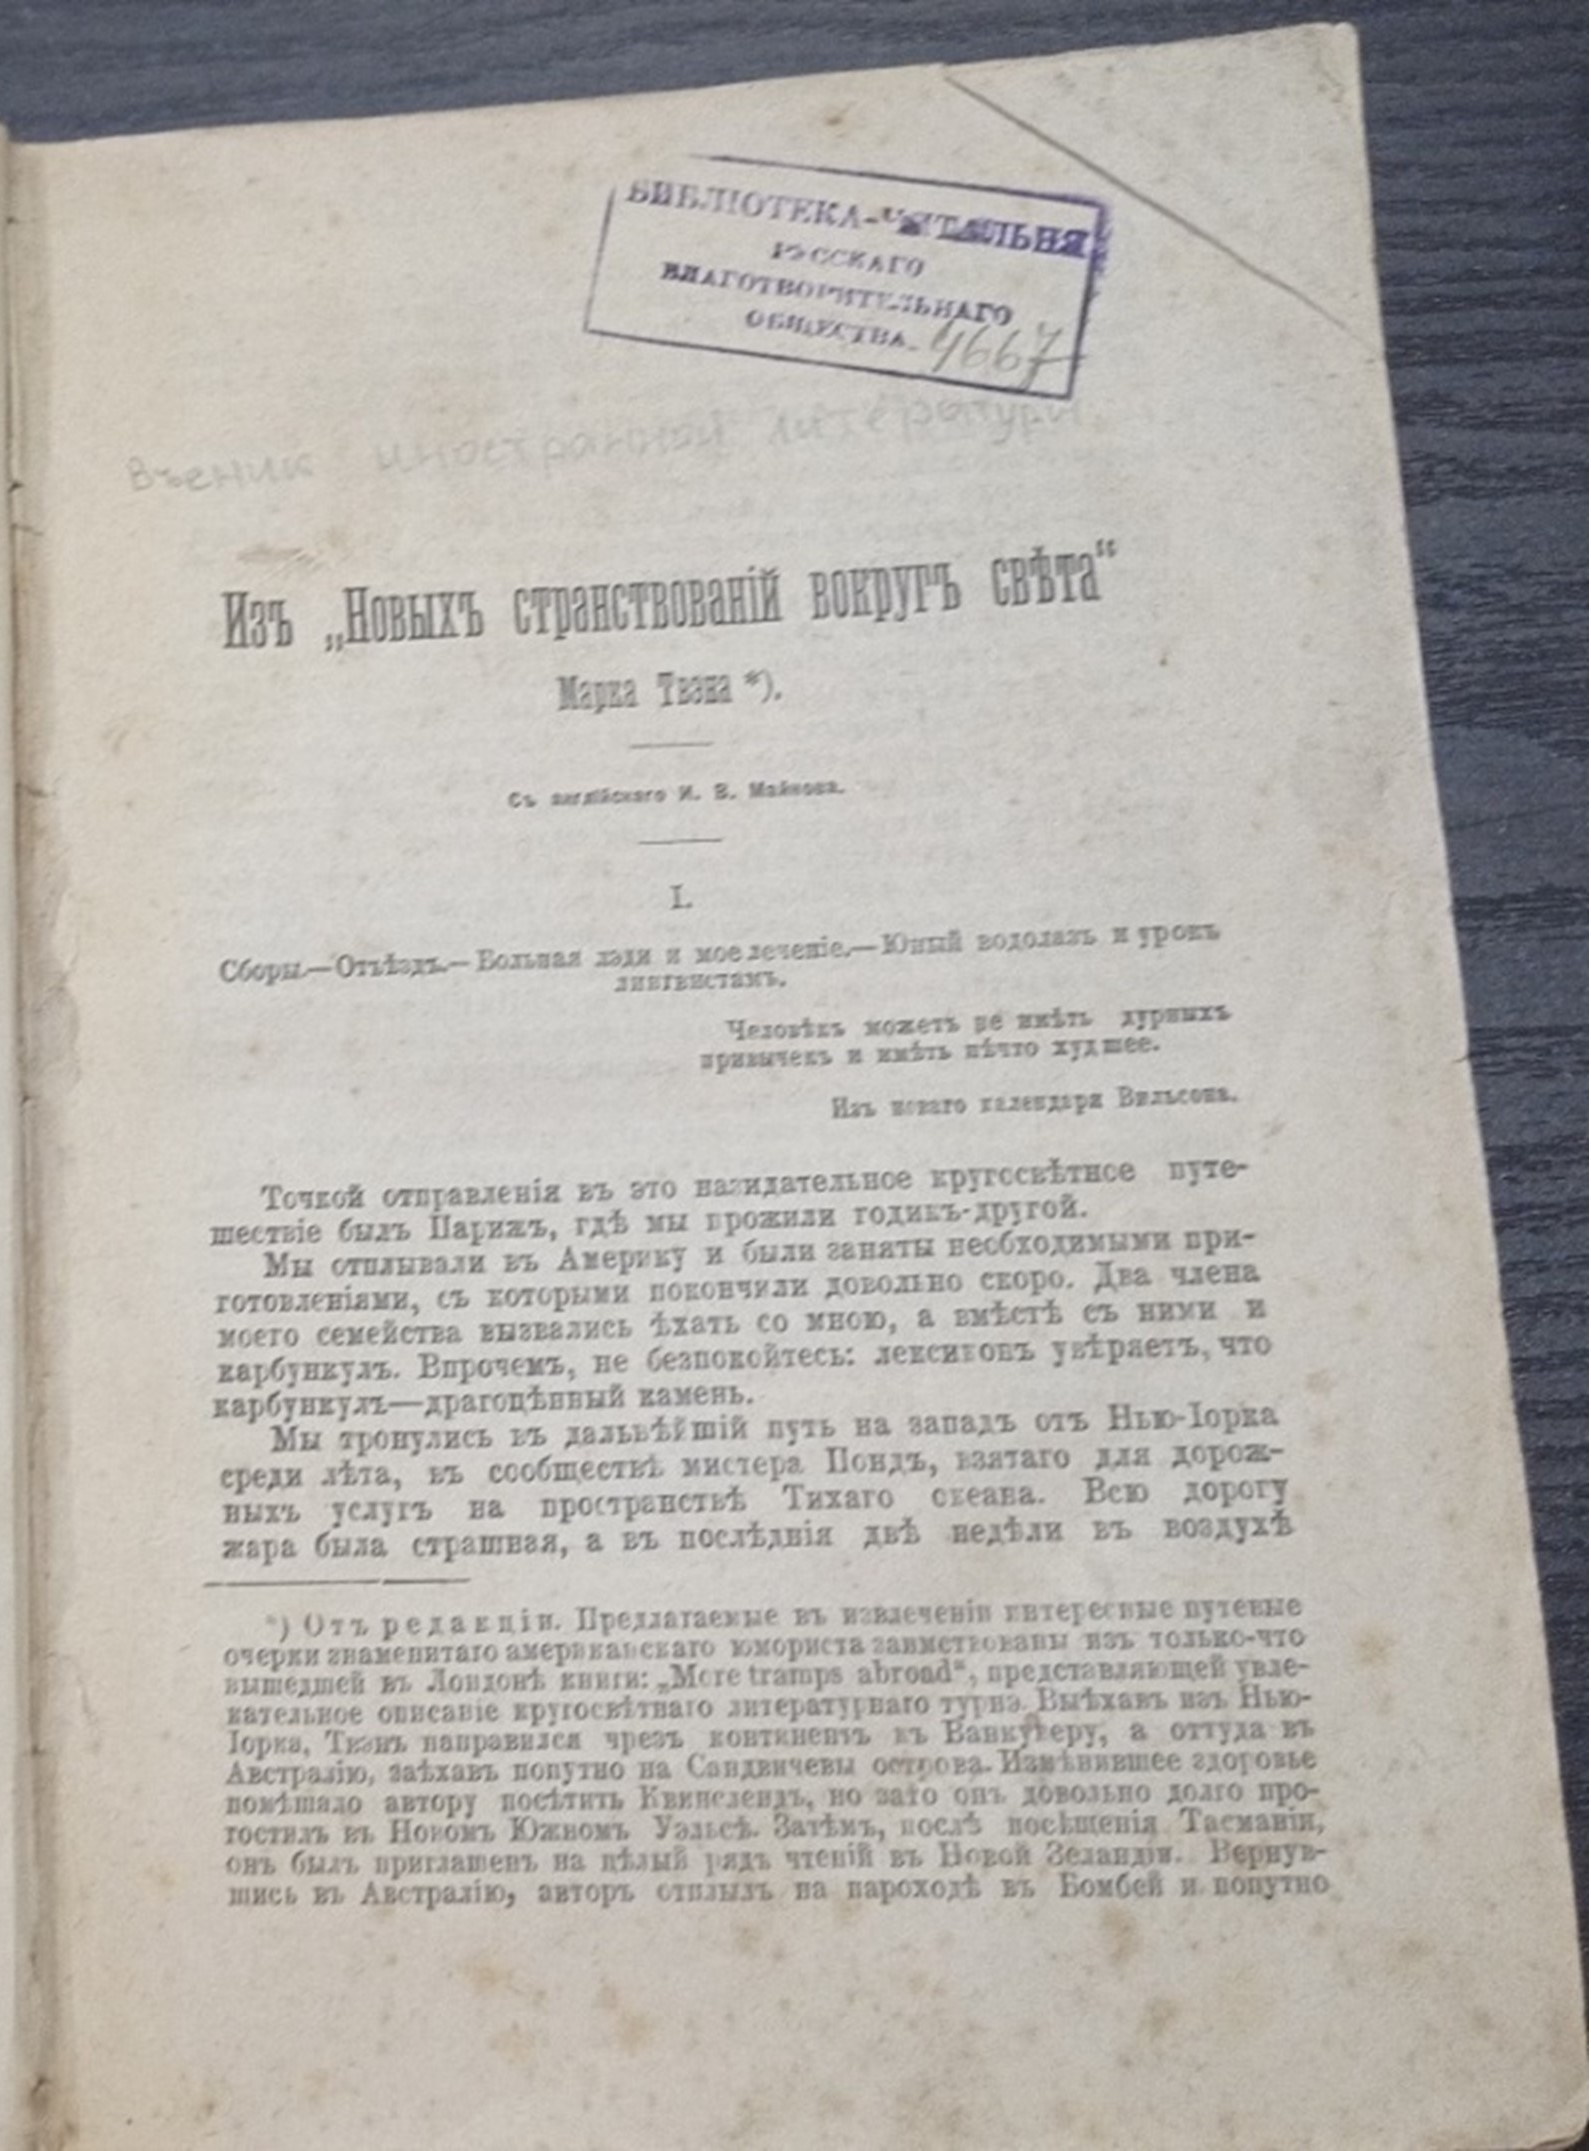 БИБЛІОТЕКА-ЧИТАЛЬНЯ
РУССКАГО
БЛАГОТВОРИТЕЛЬНАГО
ОБЩЕСТВА.
4667
иностранной литературы
Изъ „Новыхъ странствованій вокругъ свѣта“
Марка Твэна *).
Съ англійскаго И. В. Майнова.
I.
Сборы.—Отъѣздъ.—Больная лэди и мое леченіе.—Юный водолазъ и урокъ
лингвистамъ.
Человѣкъ можетъ не имѣть дурныхъ
привычекъ и имѣть нѣчто худшее.
Изъ новаго календаря Вильсона.
Точкой отправленія въ это назидательное кругосвѣтное путе-
шествіе былъ Парижъ, гдѣ мы прожили годикъ-другой.
Мы отплывали въ Америку и были заняты необходимыми при-
готовленіями, съ которыми покончили довольно скоро. Два члена
моего семейства вызвались ѣхать со мною, а вмѣстѣ съ ними и
карбункулъ. Впрочемъ, не безпокойтесь: лексиконъ увѣряетъ, что
карбункулъ—драгоцѣнный камень.
Мы тронулись въ дальнѣйшій путь на западъ отъ Нью-Іорка
среди лѣта, въ сообществѣ мистера Пондъ, взятаго для дорож-
ныхъ услугъ на пространствѣ Тихаго океана. Всю дорогу
жара была страшная, а въ послѣднія двѣ недѣли въ воздухѣ
*) Отъ редакціи. Предлагаемые въ извлеченіи интересные путевые
очерки знаменитаго американскаго юмориста заимствованы изъ только-что
вышедшей въ Лондонѣ книги: „More tramps abroad“, представляющей увле-
кательное описаніе кругосвѣтнаго литературнаго турнэ. Выѣхавъ изъ Нью-
Іорка, Твэнъ направился чрезъ континентъ къ Ванкуверу, а оттуда въ
Австралію, заѣхавъ попутно на Сандвичевы острова. Измѣнившее здоровье
помѣшало автору посѣтить Квинслендъ, но зато онъ довольно долго про-
гостилъ въ Новомъ Южномъ Уэльсѣ. Затѣмъ, послѣ посѣщенія Тасманіи,
онъ былъ приглашенъ на цѣлый рядъ чтеній въ Новой Зеландіи. Вернув-
шись въ Австралію, авторъ отплылъ на пароходѣ въ Бомбей и попутно